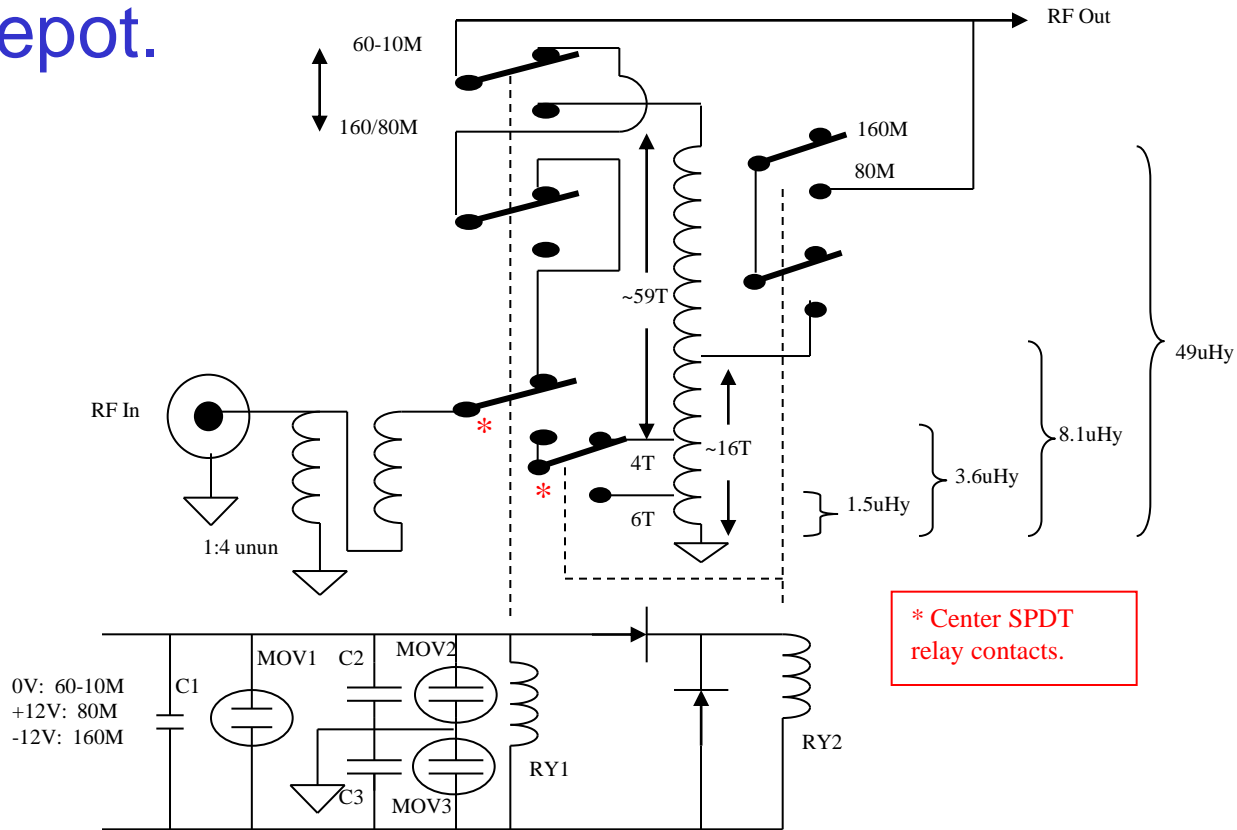 epot.
RF Out
60-10M
160/80M
160M
80M
~59T
49uHy
RF In
*
8.1uHy
4T
~16T
3.6uHy
*
1.5uHy
6T
1:4 unun
* Center SPDT
relay contacts.
MOV1
C2
MOV2
0V: 60-10M
+12V: 80M
-12V: 160M
C1
RY2
RY1
C3
MOV3